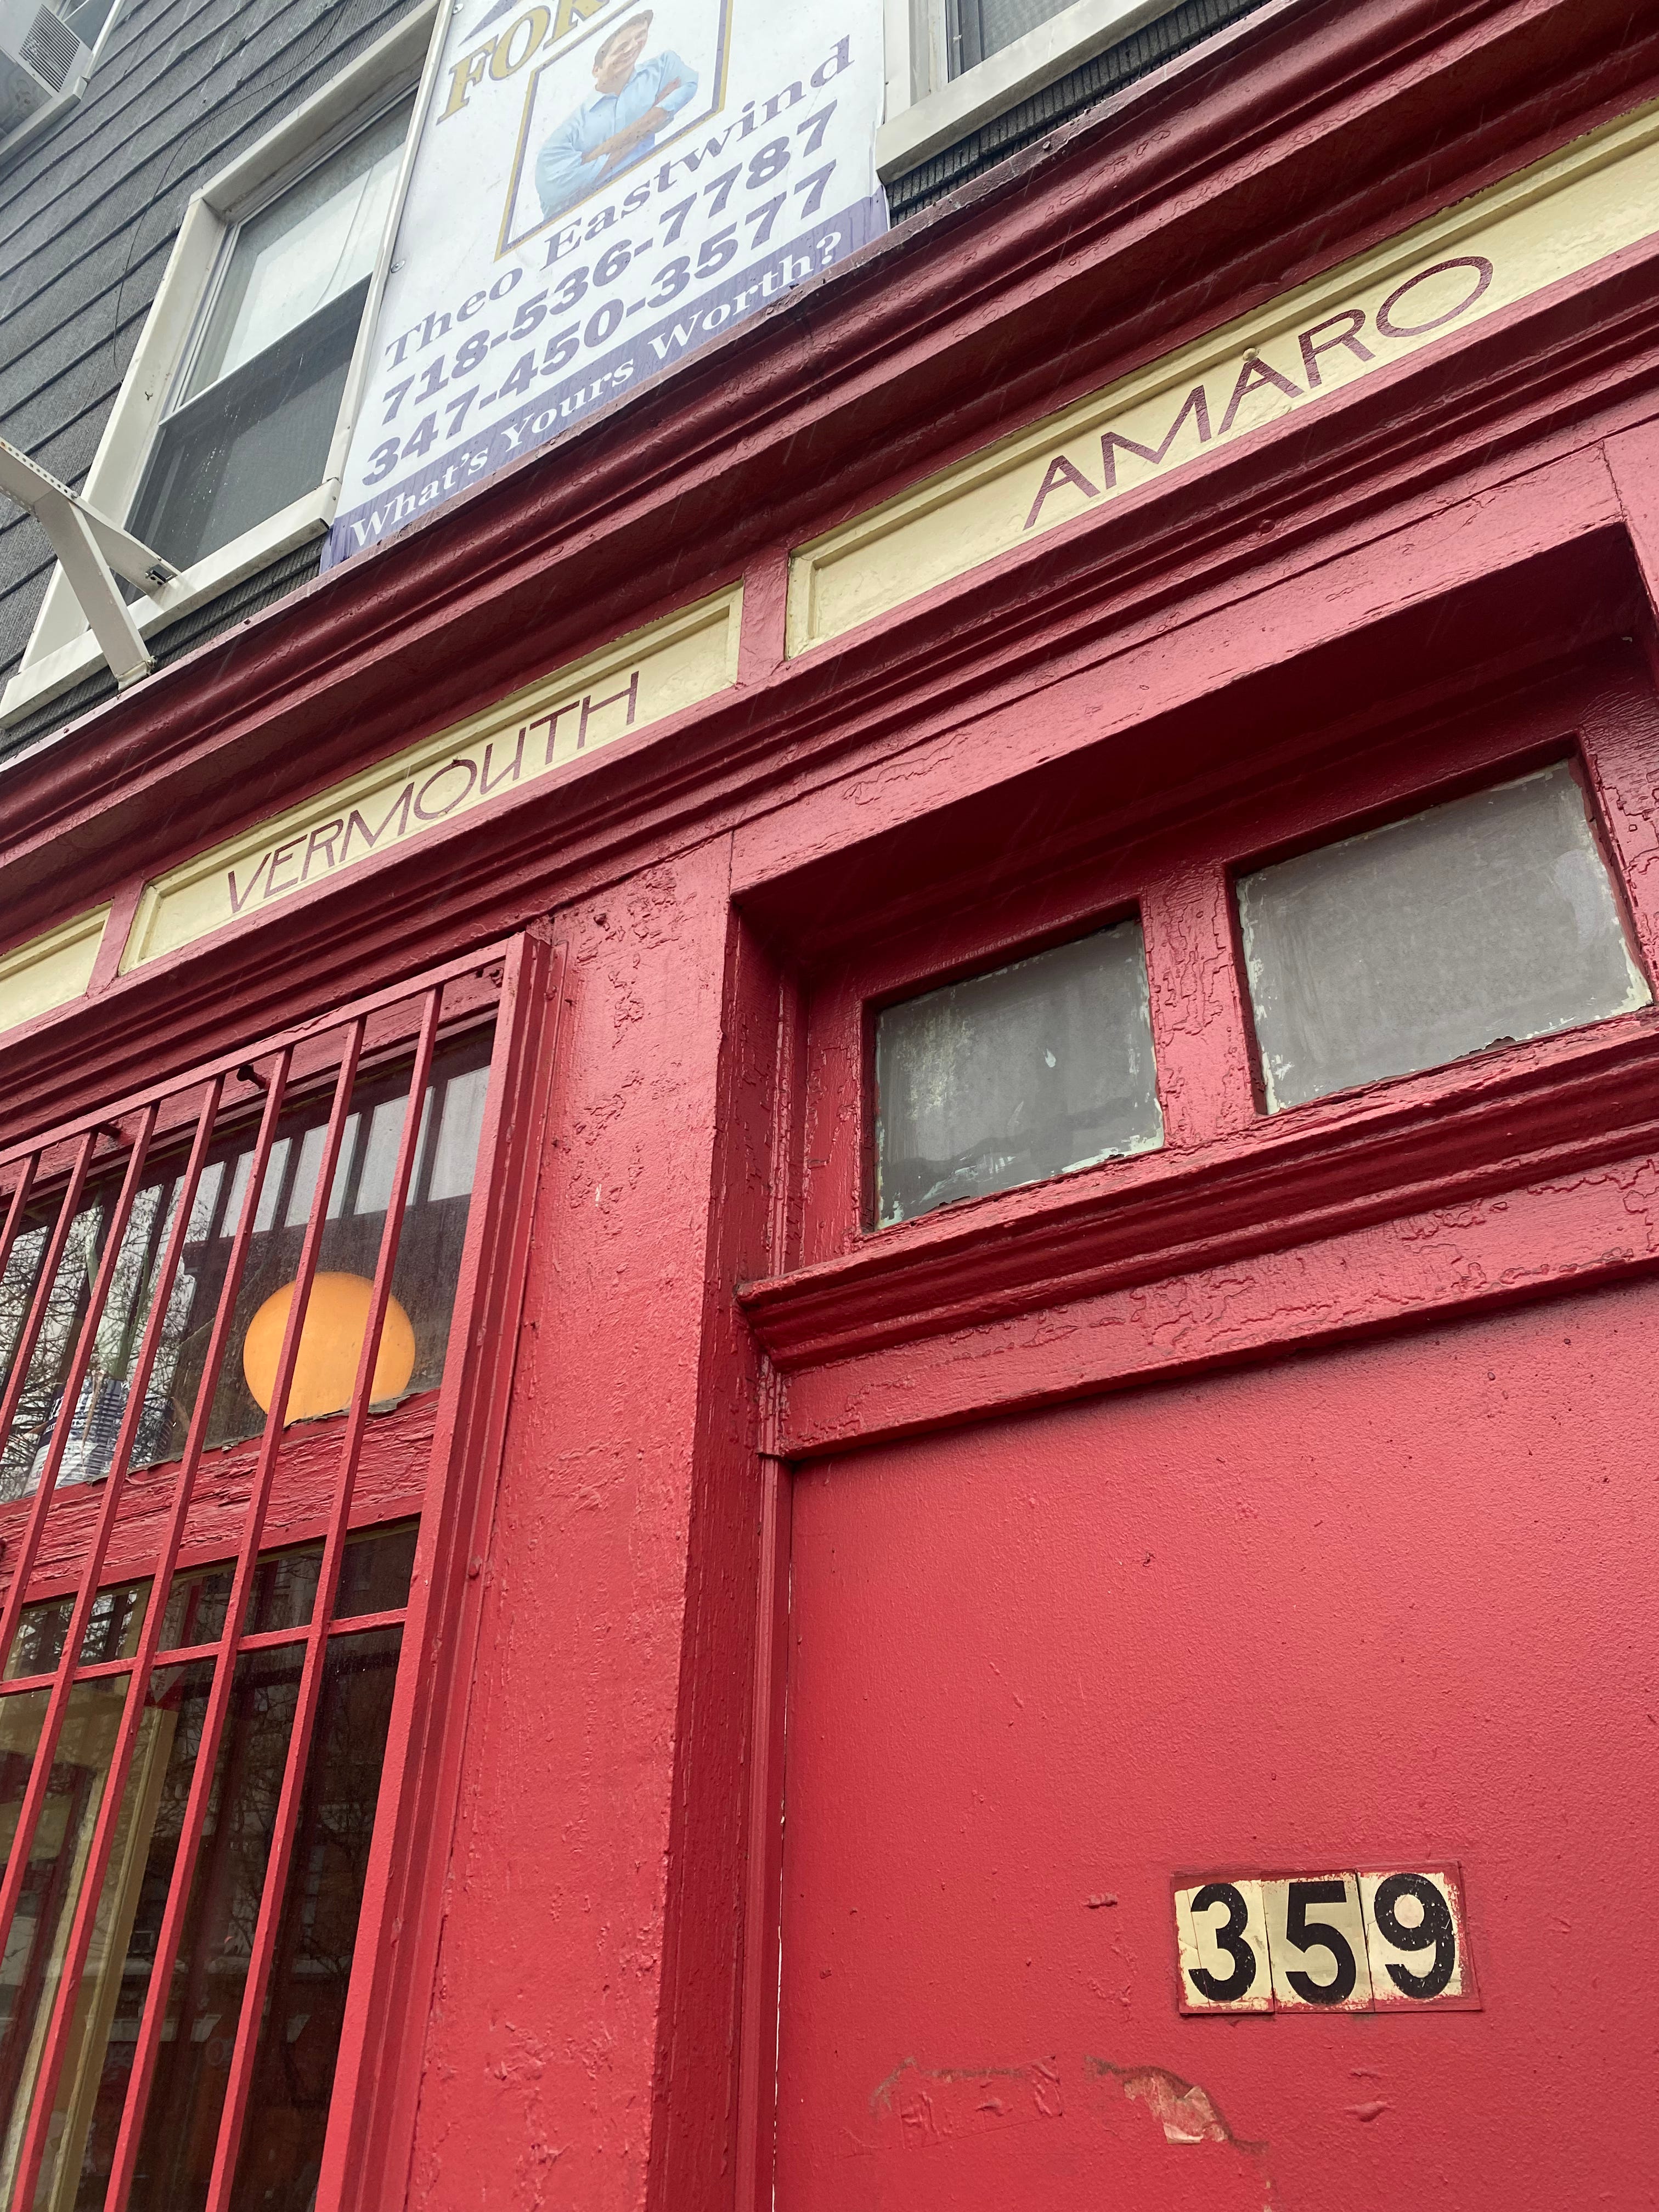 FOR
Theo Eastwind
718-536-7787
347-450-3577
What's Yours Worth?
AMARO
VERMOUTH
359